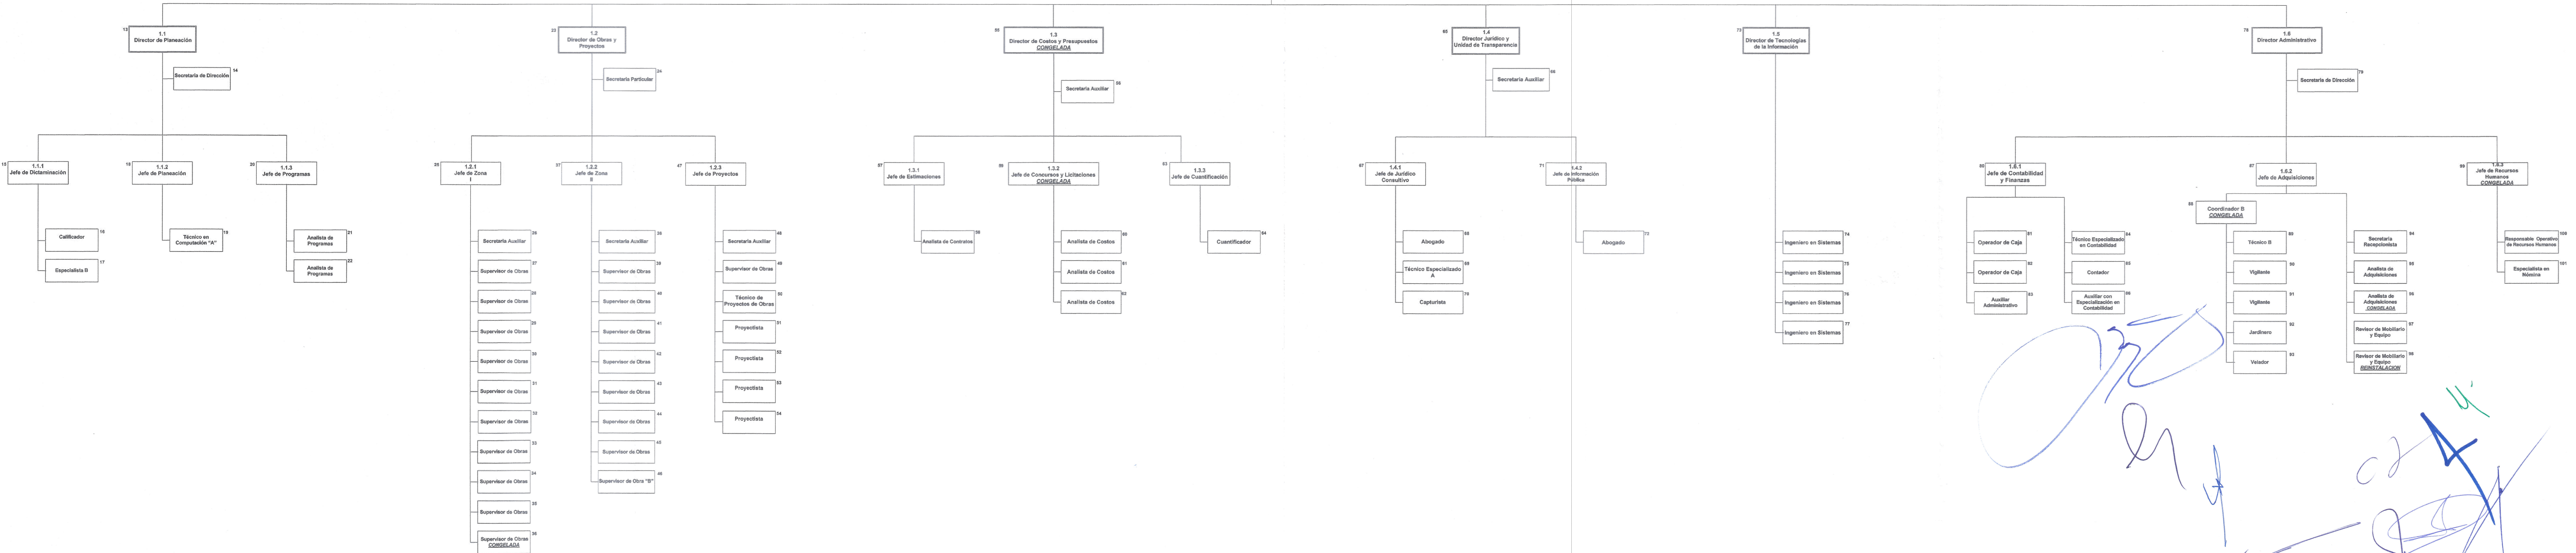 13
1.1
Director de Planeación
Secretaria de Dirección
14
1.1.1
Jefe de Dictaminación
Calificador
16
Especialista B
17
1.1.2
Jefe de Planeación
Técnico en
Computación "A"
19
20
1.1.3
Jefe de Programas
Analista de
Programas
21
Analista de
Programas
22
23
1.2
Director de Obras y
Proyectos
Secretaria Particular
24
25
1.2.1
Jefe de Zona
I
Secretaria Auxiliar
26
Supervisor de Obras
27
Supervisor de Obras
28
Supervisor de Obras
29
Supervisor de Obras
30
Supervisor de Obras
31
Supervisor de Obras
32
Supervisor de Obras
33
Supervisor de Obras
34
Supervisor de Obras
35
Supervisor de Obras
CONGELADA
36
37
1.2.2
Jefe de Zona
II
Secretaria Auxiliar
38
Supervisor de Obras
39
Supervisor de Obras
40
Supervisor de Obras
41
Supervisor de Obras
42
Supervisor de Obras
43
Supervisor de Obras
44
Supervisor de Obras
45
Supervisor de Obra "B"
46
47
1.2.3
Jefe de Proyectos
Secretaria Auxiliar
48
Supervisor de Obras
49
Técnico de
Proyectos de Obras
50
Proyectista
51
Proyectista
52
Proyectista
53
Proyectista
54
55
1.3
Director de Costos y Presupuestos
CONGELADA
Secretaria Auxiliar
56
57
1.3.1
Jefe de Estimaciones
Analista de Contratos
58
59
1.3.2
Jefe de Concursos y Licitaciones
CONGELADA
Analista de Costos
60
Analista de Costos
61
Analista de Costos
62
63
1.3.3
Jefe de Cuantificación
Cuantificador
64
65
1.4
Director Jurídico y
Unidad de Transparencia
Secretaria Auxiliar
66
67
1.4.1
Jefe de Jurídico
Consultivo
Abogado
68
Técnico Especializado
A
69
Capturista
70
71
1.4.2
Jefe de Información
Pública
Abogado
72
73
1.5
Director de Tecnologías
de la Información
Ingeniero en Sistemas
74
Ingeniero en Sistemas
75
Ingeniero en Sistemas
76
Ingeniero en Sistemas
77
78
1.6
Director Administrativo
Secretaria de Dirección
79
80
1.6.1
Jefe de Contabilidad
y Finanzas
Operador de Caja
81
Operador de Caja
82
Auxiliar
Administrativo
83
Técnico Especializado
en Contabilidad
84
Contador
85
Auxiliar con
Especialización en
Contabilidad
86
87
1.6.2
Jefe de Adquisiciones
88
Coordinador B
CONGELADA
Técnico B
89
Vigilante
90
Vigilante
91
Jardinero
92
Velador
93
Secretaria
Recepcionista
94
Analista de
Adquisiciones
95
Analista de
Adquisiciones
CONGELADA
96
Revisor de Mobiliario
y Equipo
97
Revisor de Mobiliario
y Equipo
REINSTALACION
98
99
Jefe de Recursos
Humanos
CONGELADA
Responsable Operativo
de Recursos Humanos
100
Especialista en
Nómina
101